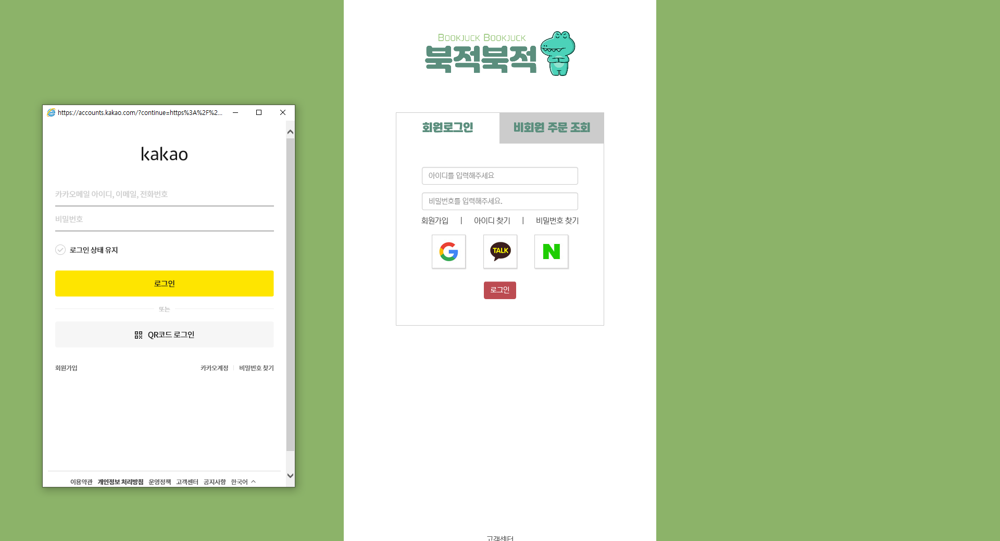 https://accounts.kakao.com/?continue=https%3A%2F%2...
kakao
카카오메일 아이디, 이메일, 전화번호
비밀번호
로그인 상태 유지
로그인
또는
QR코드 로그인
회원가입 카카오계정 비밀번호 찾기
이용약관 개인정보 처리방침 운영정책 고객센터 공지사항 한국어
BOOKJUCK BOOKJUCK
북적북적
회원로그인 비회원 주문 조회
아이디를 입력해주세요
비밀번호를 입력해주세요.
회원가입 | 아이디 찾기 | 비밀번호 찾기
G TALK N
로그인
고객센터